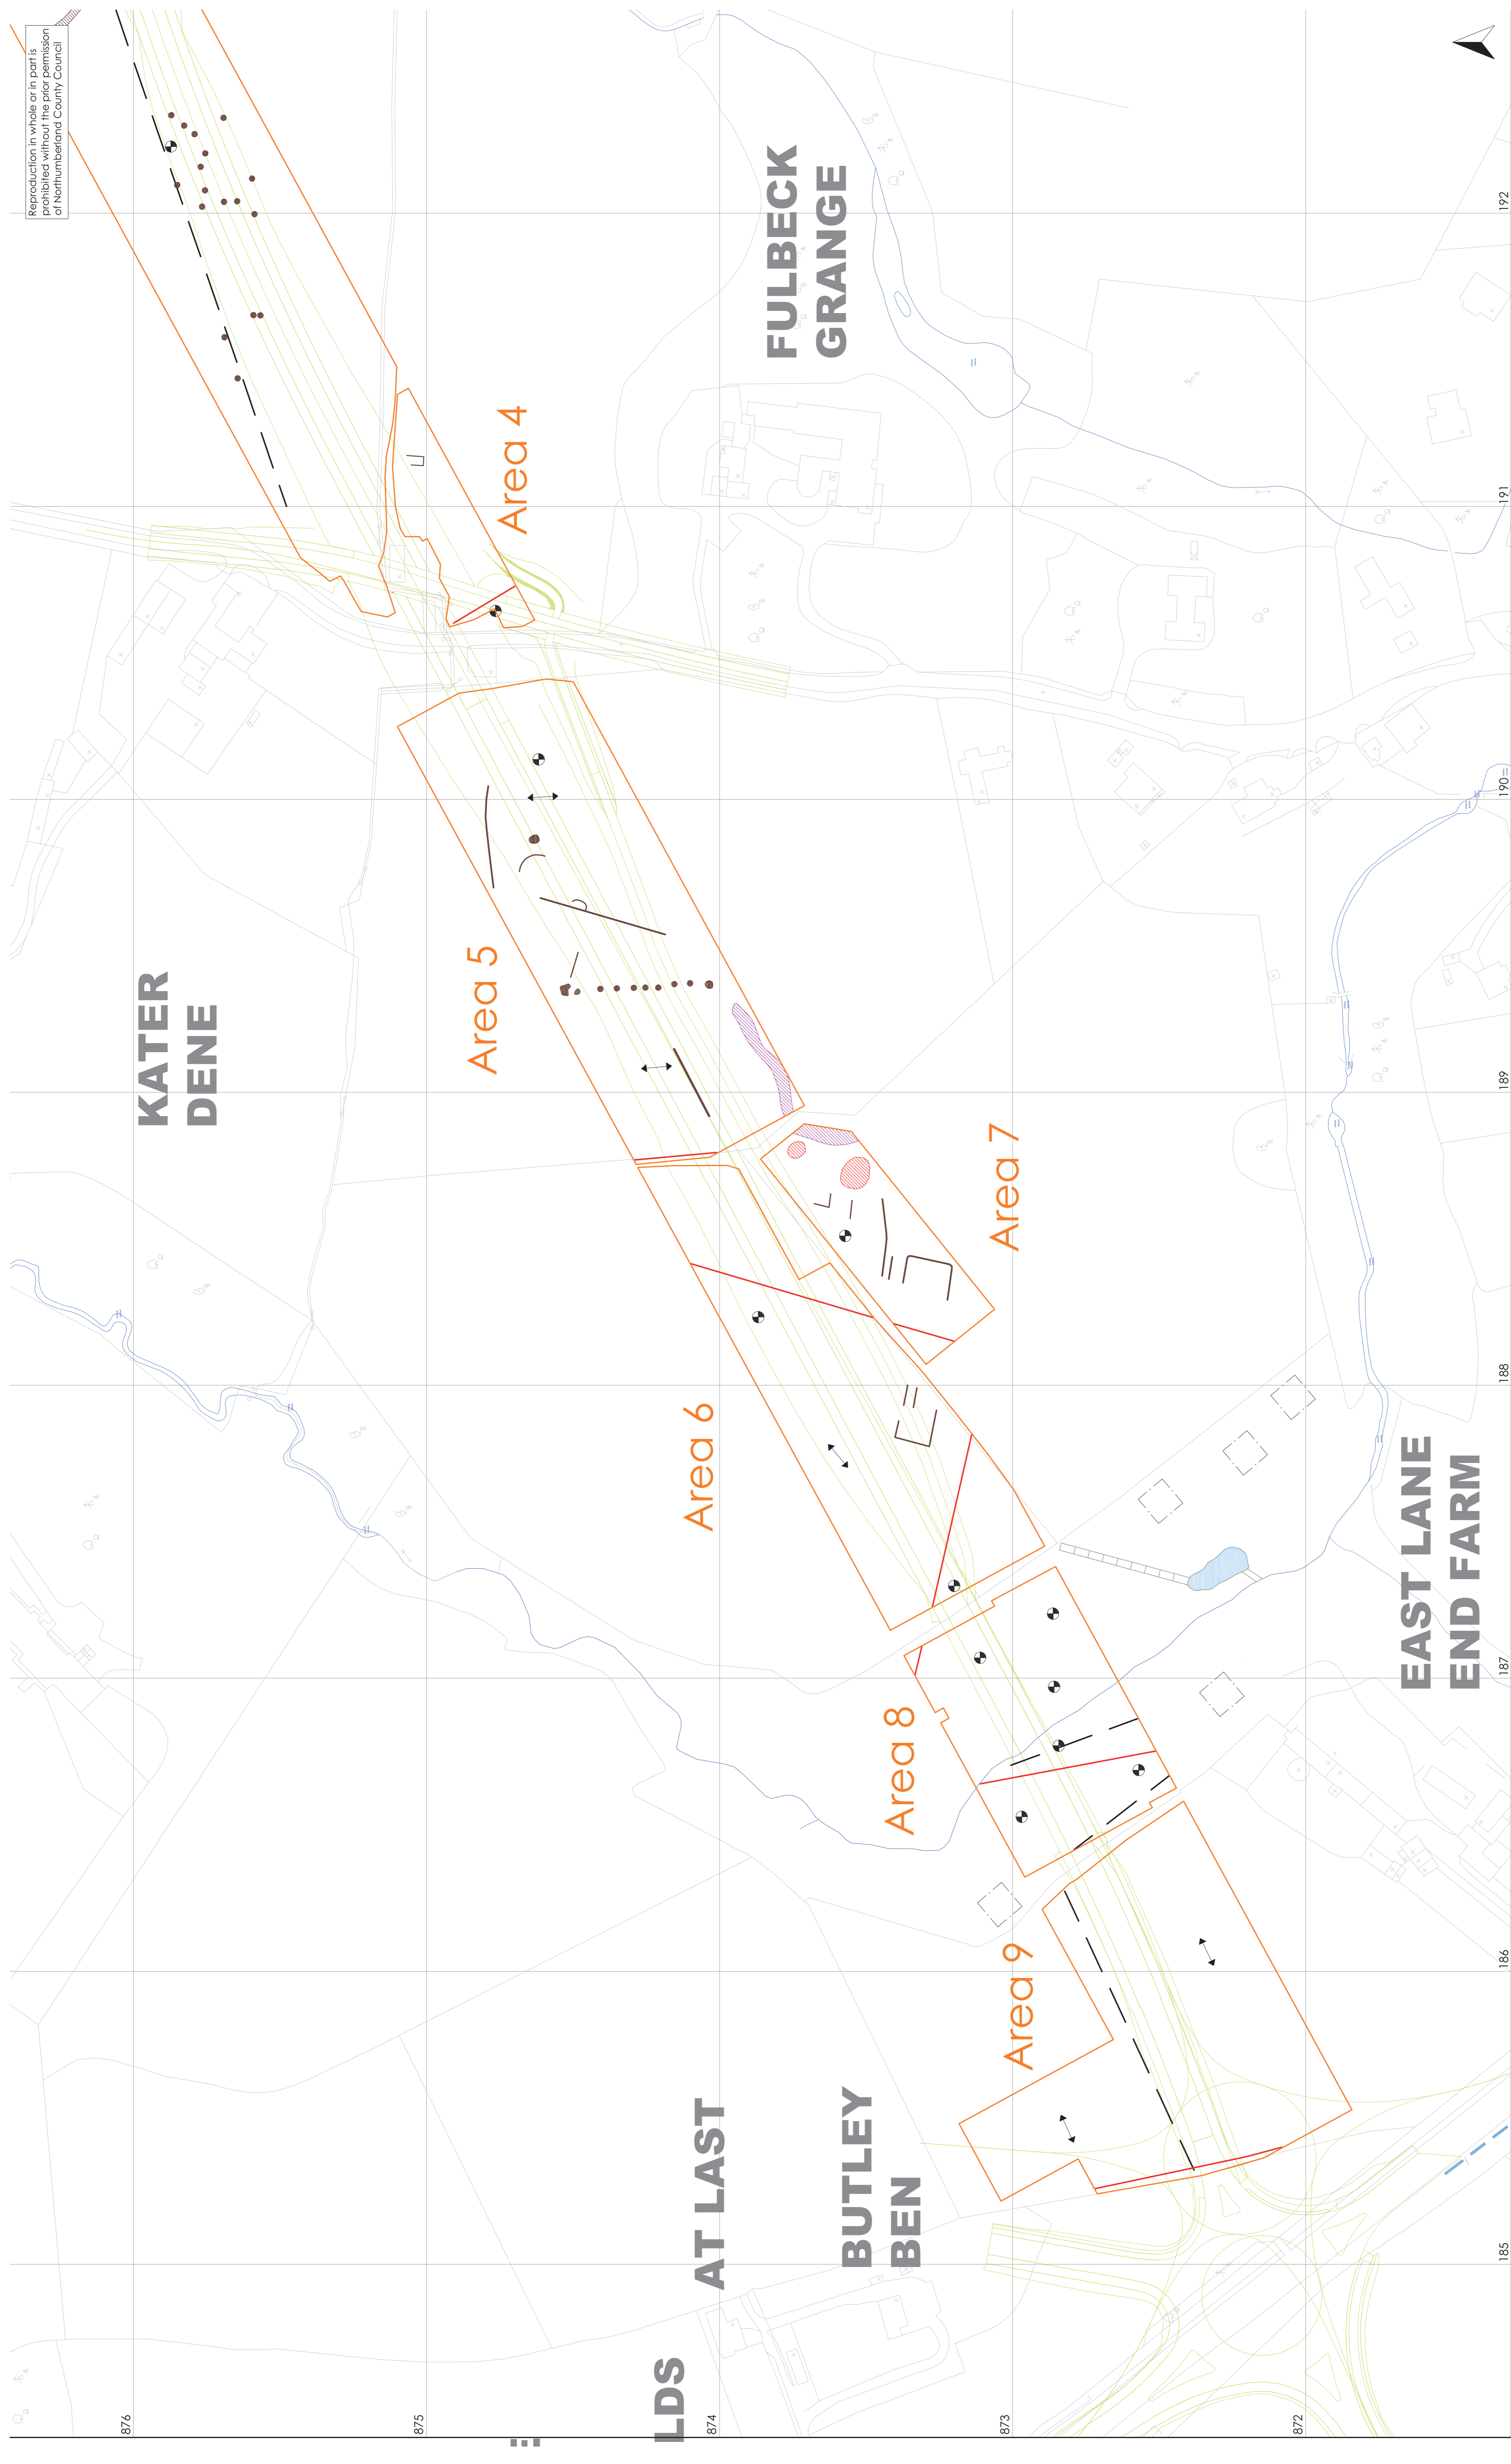 Reproduction in whole or in part is
prohibited without the prior permission
of Northumberland County Council
KATER
DENE
FULBECK
GRANGE
Area 4
Area 5
Area 6
Area 7
Area 8
Area 9
AT LAST
BUTLEY
BEN
LDS
EAST LANE
END FARM
876
875
874
873
872
185
186
187
188
189
190
191
192